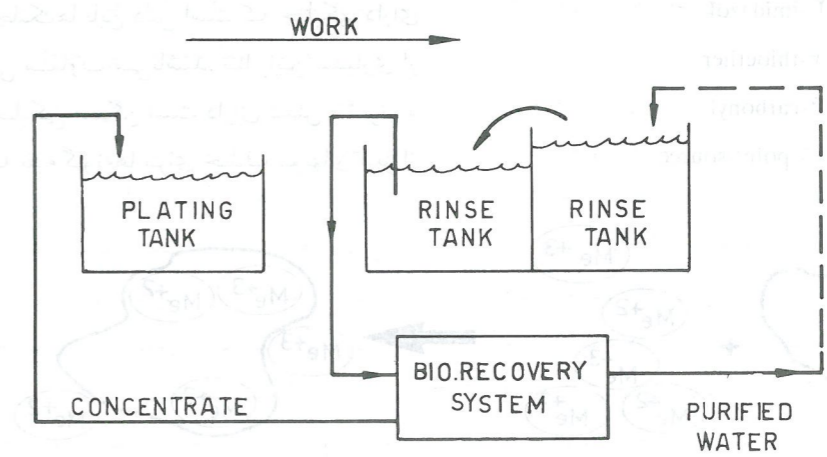 WORK
PLATING
TANK
RINSE
TANK
RINSE
TANK
BIO.RECOVERY
SYSTEM
CONCENTRATE
PURIFIED
WATER